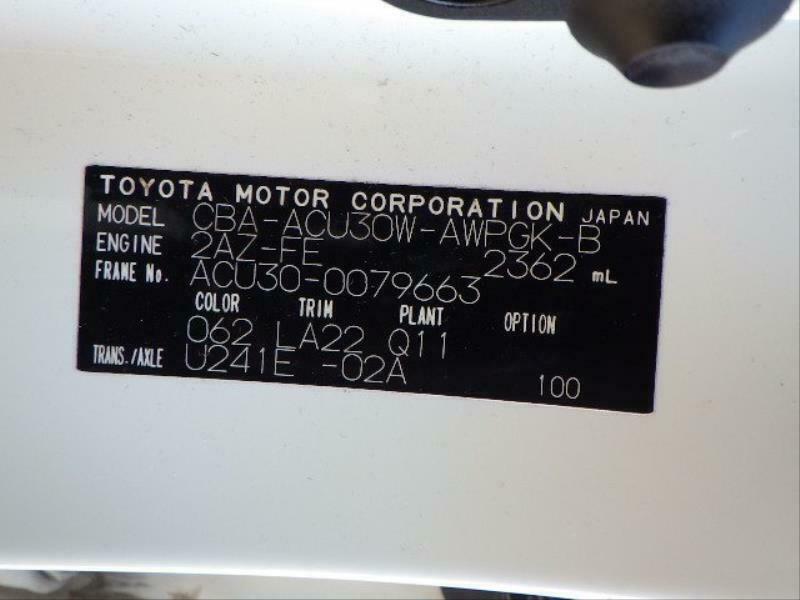 TOYOTA MOTOR CORPORATION JAPAN
MODEL CBA-ACU30W-AWPGK-B
ENGINE 2AZ-FE 2362 mL
FRAME No. ACU30-0079663
COLOR TRIM PLANT OPTION
062 LA22 Q11
TRANS./AXLE U241E -02A 100